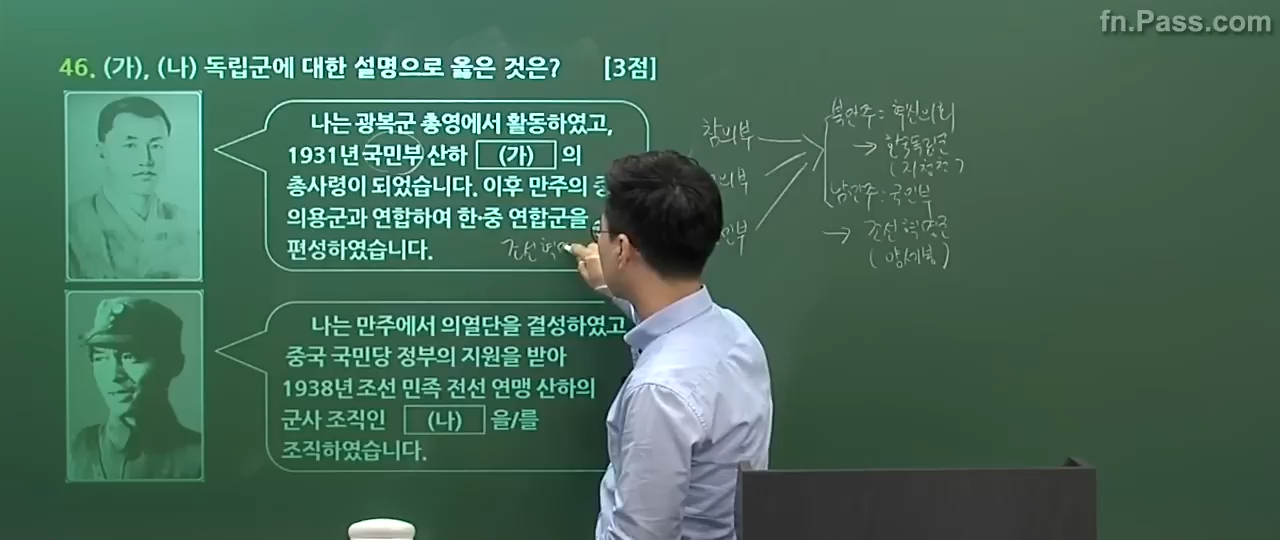 fn.Pass.com
46. (가), (나) 독립군에 대한 설명으로 옳은 것은? [3점]
나는 광복군 총영에서 활동하였고,
1931년 국민부 산하 (가) 의
총사령이 되었습니다. 이후 만주의
의용군과 연합하여 한·중 연합군을
편성하였습니다.
조선혁
나는 만주에서 의열단을 결성하였고
중국 국민당 정부의 지원을 받아
1938년 조선 민족 전선 연맹 산하의
군사 조직인 (나) 을/를
조직하였습니다.
참의부
의부
민부
북만주 : 혁신의회
→ 한국독립군
(지청천)
남만주 : 국민부
→ 조선혁명군
(양세봉)